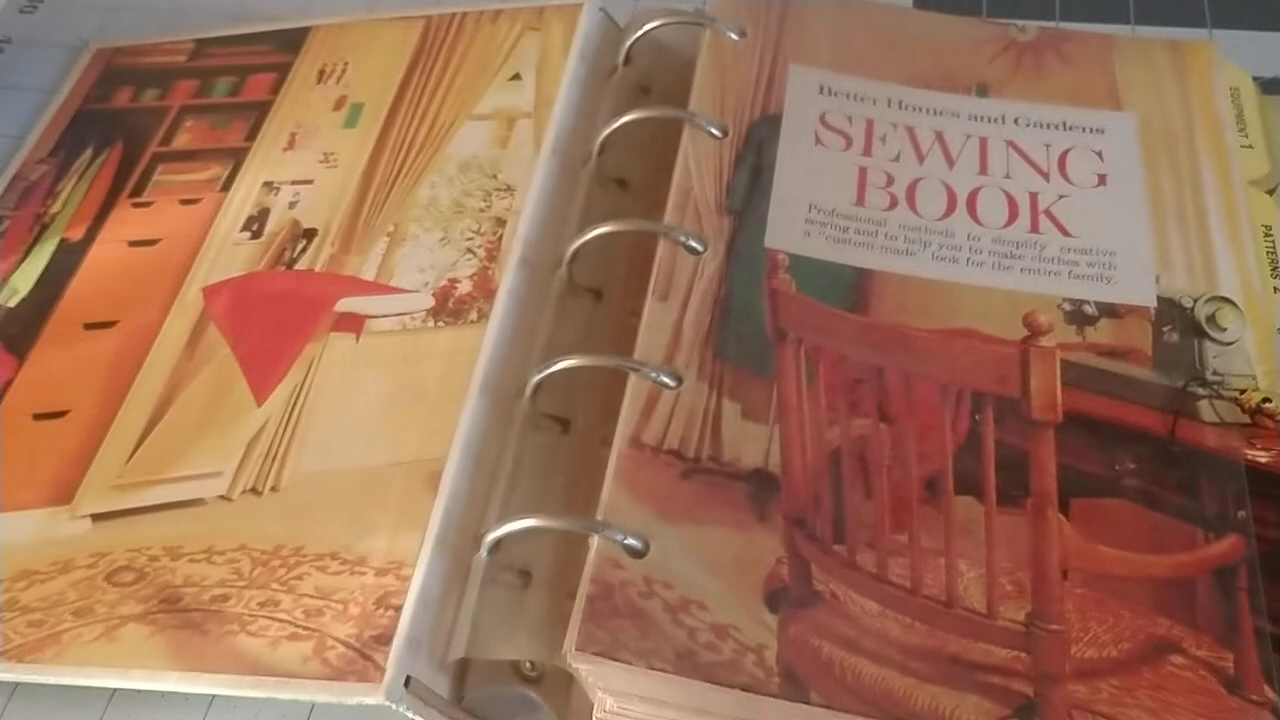 Better Homes and Gardens
SEWING
BOOK
Professional methods to simplify creative
sewing and to help you to make clothes with
a "custom-made" look for the entire family.
EQUIPMENT 1
PATTERNS 2